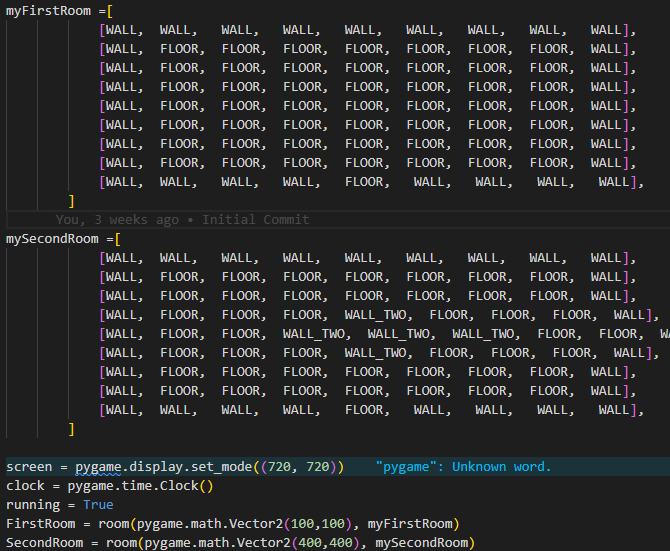 myFirstRoom =[
[WALL, WALL, WALL, WALL, WALL, WALL, WALL, WALL, WALL],
[WALL, FLOOR, FLOOR, FLOOR, FLOOR, FLOOR, FLOOR, FLOOR, WALL],
[WALL, FLOOR, FLOOR, FLOOR, FLOOR, FLOOR, FLOOR, FLOOR, WALL],
[WALL, FLOOR, FLOOR, FLOOR, FLOOR, FLOOR, FLOOR, FLOOR, WALL],
[WALL, FLOOR, FLOOR, FLOOR, FLOOR, FLOOR, FLOOR, FLOOR, WALL],
[WALL, FLOOR, FLOOR, FLOOR, FLOOR, FLOOR, FLOOR, FLOOR, WALL],
[WALL, FLOOR, FLOOR, FLOOR, FLOOR, FLOOR, FLOOR, FLOOR, WALL],
[WALL, FLOOR, FLOOR, FLOOR, FLOOR, FLOOR, FLOOR, FLOOR, WALL],
[WALL, WALL, WALL, WALL, FLOOR, WALL, WALL, WALL, WALL],
]
You, 3 weeks ago • Initial Commit
mySecondRoom =[
[WALL, WALL, WALL, WALL, WALL, WALL, WALL, WALL, WALL],
[WALL, FLOOR, FLOOR, FLOOR, FLOOR, FLOOR, FLOOR, FLOOR, WALL],
[WALL, FLOOR, FLOOR, FLOOR, FLOOR, FLOOR, FLOOR, FLOOR, WALL],
[WALL, FLOOR, FLOOR, FLOOR, WALL_TWO, FLOOR, FLOOR, FLOOR, WALL],
[WALL, FLOOR, FLOOR, WALL_TWO, WALL_TWO, WALL_TWO, FLOOR, FLOOR, WA
[WALL, FLOOR, FLOOR, FLOOR, WALL_TWO, FLOOR, FLOOR, FLOOR, WALL],
[WALL, FLOOR, FLOOR, FLOOR, FLOOR, FLOOR, FLOOR, FLOOR, WALL],
[WALL, FLOOR, FLOOR, FLOOR, FLOOR, FLOOR, FLOOR, FLOOR, WALL],
[WALL, WALL, WALL, WALL, FLOOR, WALL, WALL, WALL, WALL],
]
screen = pygame.display.set_mode((720, 720)) "pygame": Unknown word.
clock = pygame.time.Clock()
running = True
FirstRoom = room(pygame.math.Vector2(100,100), myFirstRoom)
SecondRoom = room(pygame.math.Vector2(400,400), mySecondRoom)